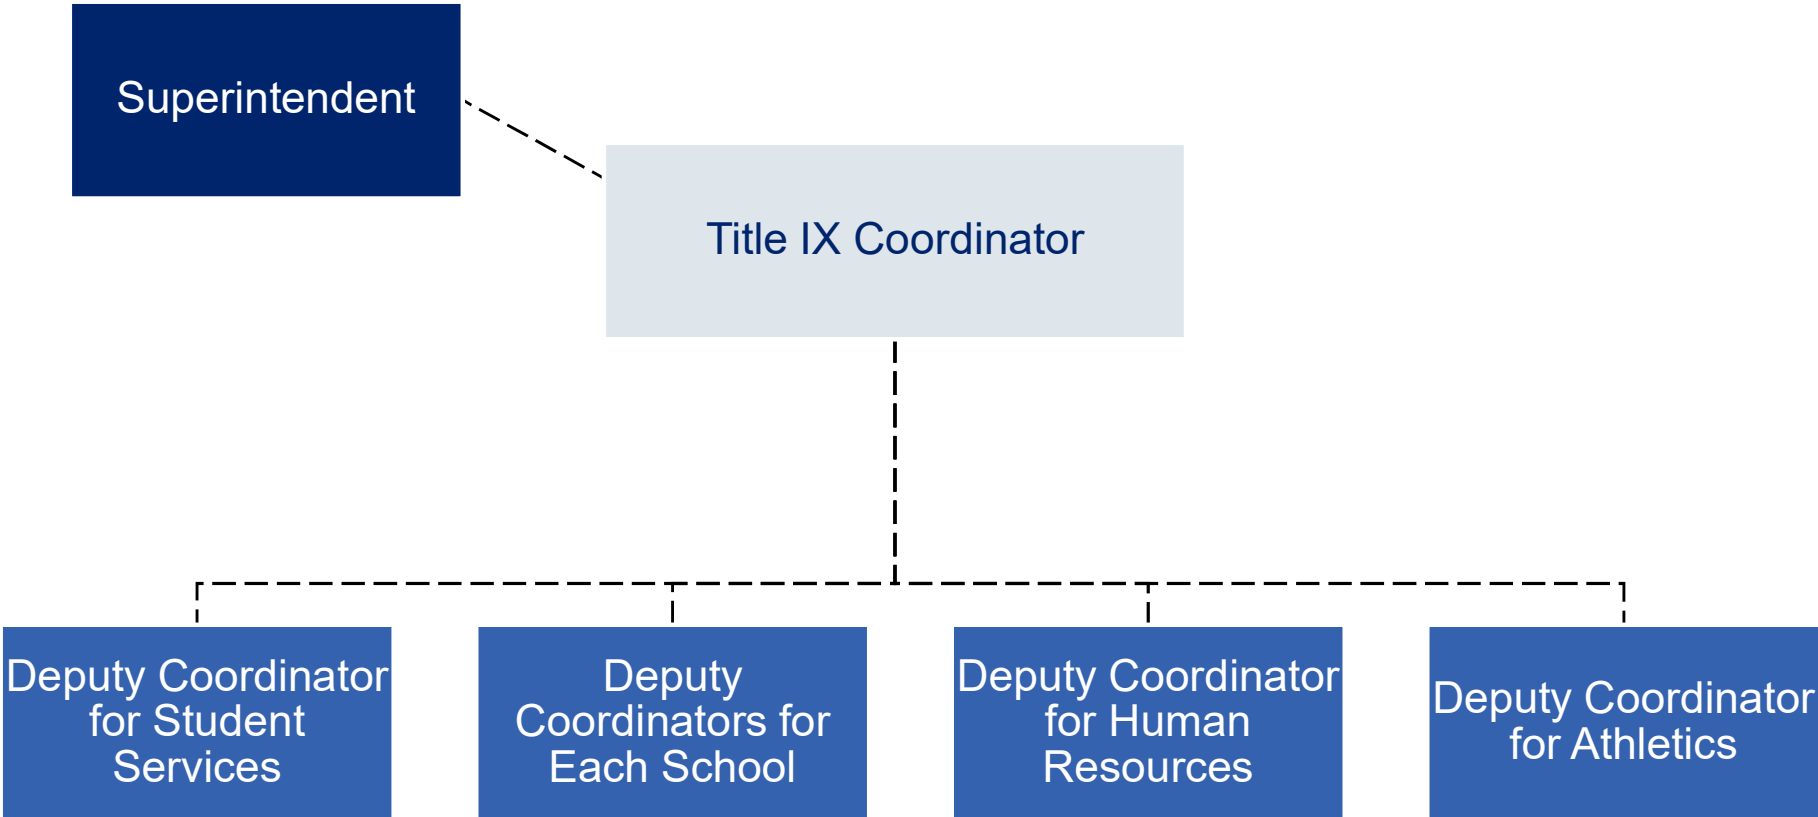 Superintendent
Title IX Coordinator
Deputy Coordinator
for Student
Services
Deputy
Coordinators for
Each School
Deputy Coordinator
for Human
Resources
Deputy Coordinator
for Athletics